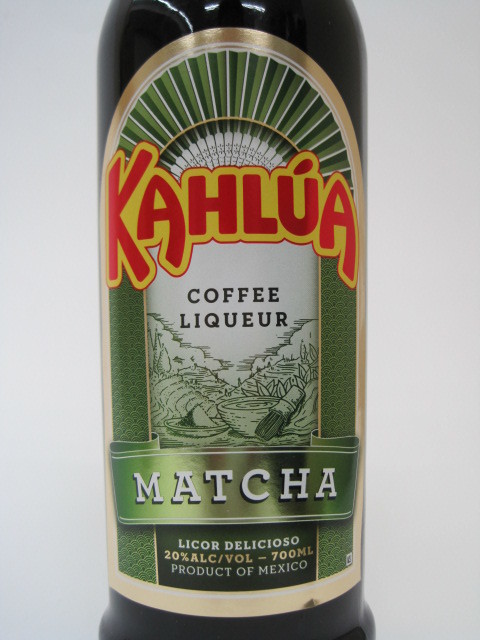 KAHLÚA
COFFEE
LIQUEUR
MATCHA
LICOR DELICIOSO
20%ALC/VOL – 700ML
PRODUCT OF MEXICO